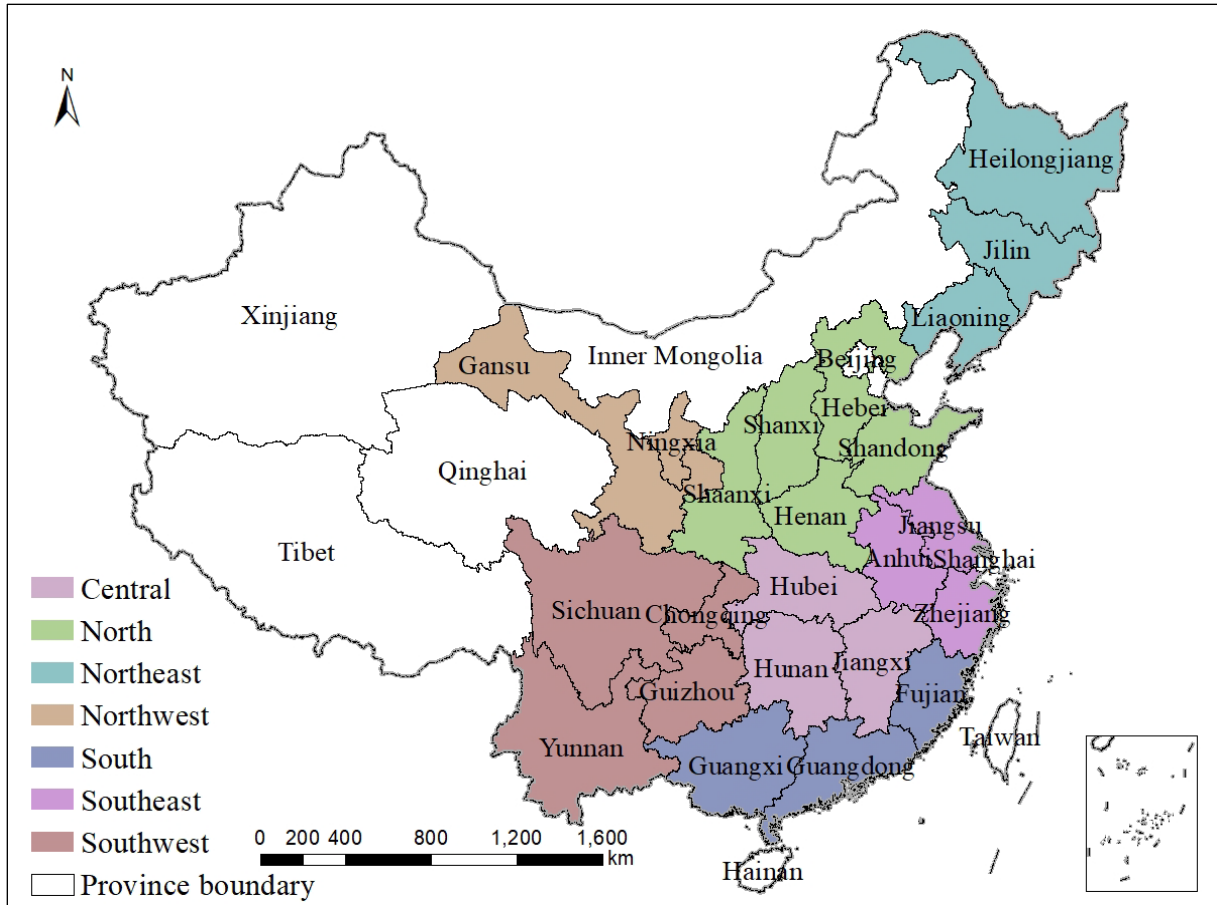 N
Heilongjiang
Jilin
Liaoning
Xinjiang
Inner Mongolia
Beijing
Gansu
Heber
Shanxi
Ningxia
Shandong
Qinghai
Shaanxi
Henan
Jiangsu
Tibet
Anhui
Shanghai
Central
Hubei
Sichuan
Chongqing
Zhejiang
North
Hunan
Jiangxi
Northeast
Guizhou
Fujian
Northwest
Yunnan
Taiwan
South
Guangxi
Guangdong
Southeast
Southwest
0 200 400 800 1,200 1,600
km
Hainan
Province boundary